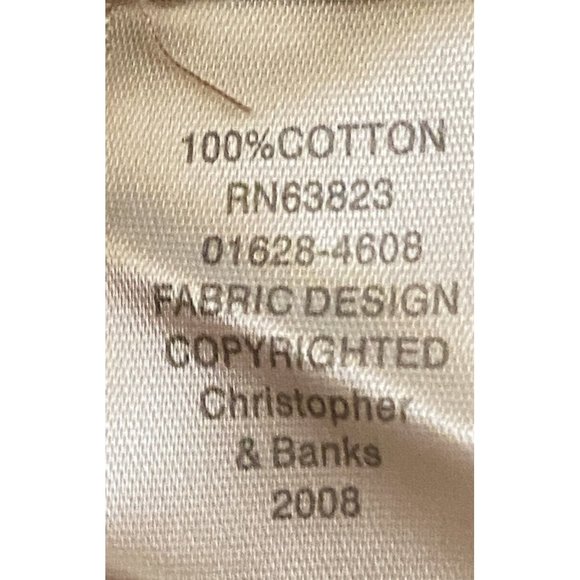 100%COTTON
RN63823
01628-4608
FABRIC DESIGN
COPYRIGHTED
Christopher
& Banks
2008